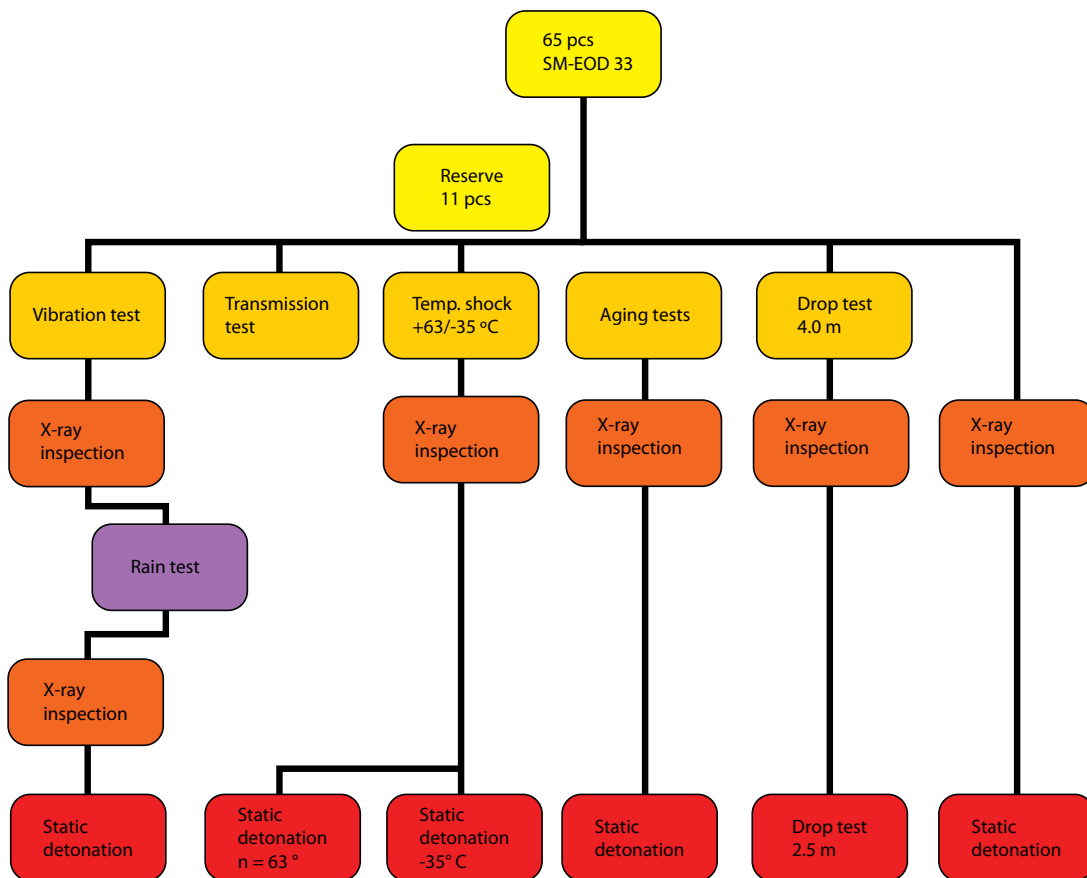 65 pcs
SM-EOD 33
Reserve
11 pcs
Vibration test
Transmission
test
Temp. shock
+63/-35 ºC
Aging tests
Drop test
4.0 m
X-ray
inspection
X-ray
inspection
X-ray
inspection
X-ray
inspection
X-ray
inspection
Rain test
X-ray
inspection
Static
detonation
Static
detonation
n = 63 °
Static
detonation
-35° C
Static
detonation
Drop test
2.5 m
Static
detonation